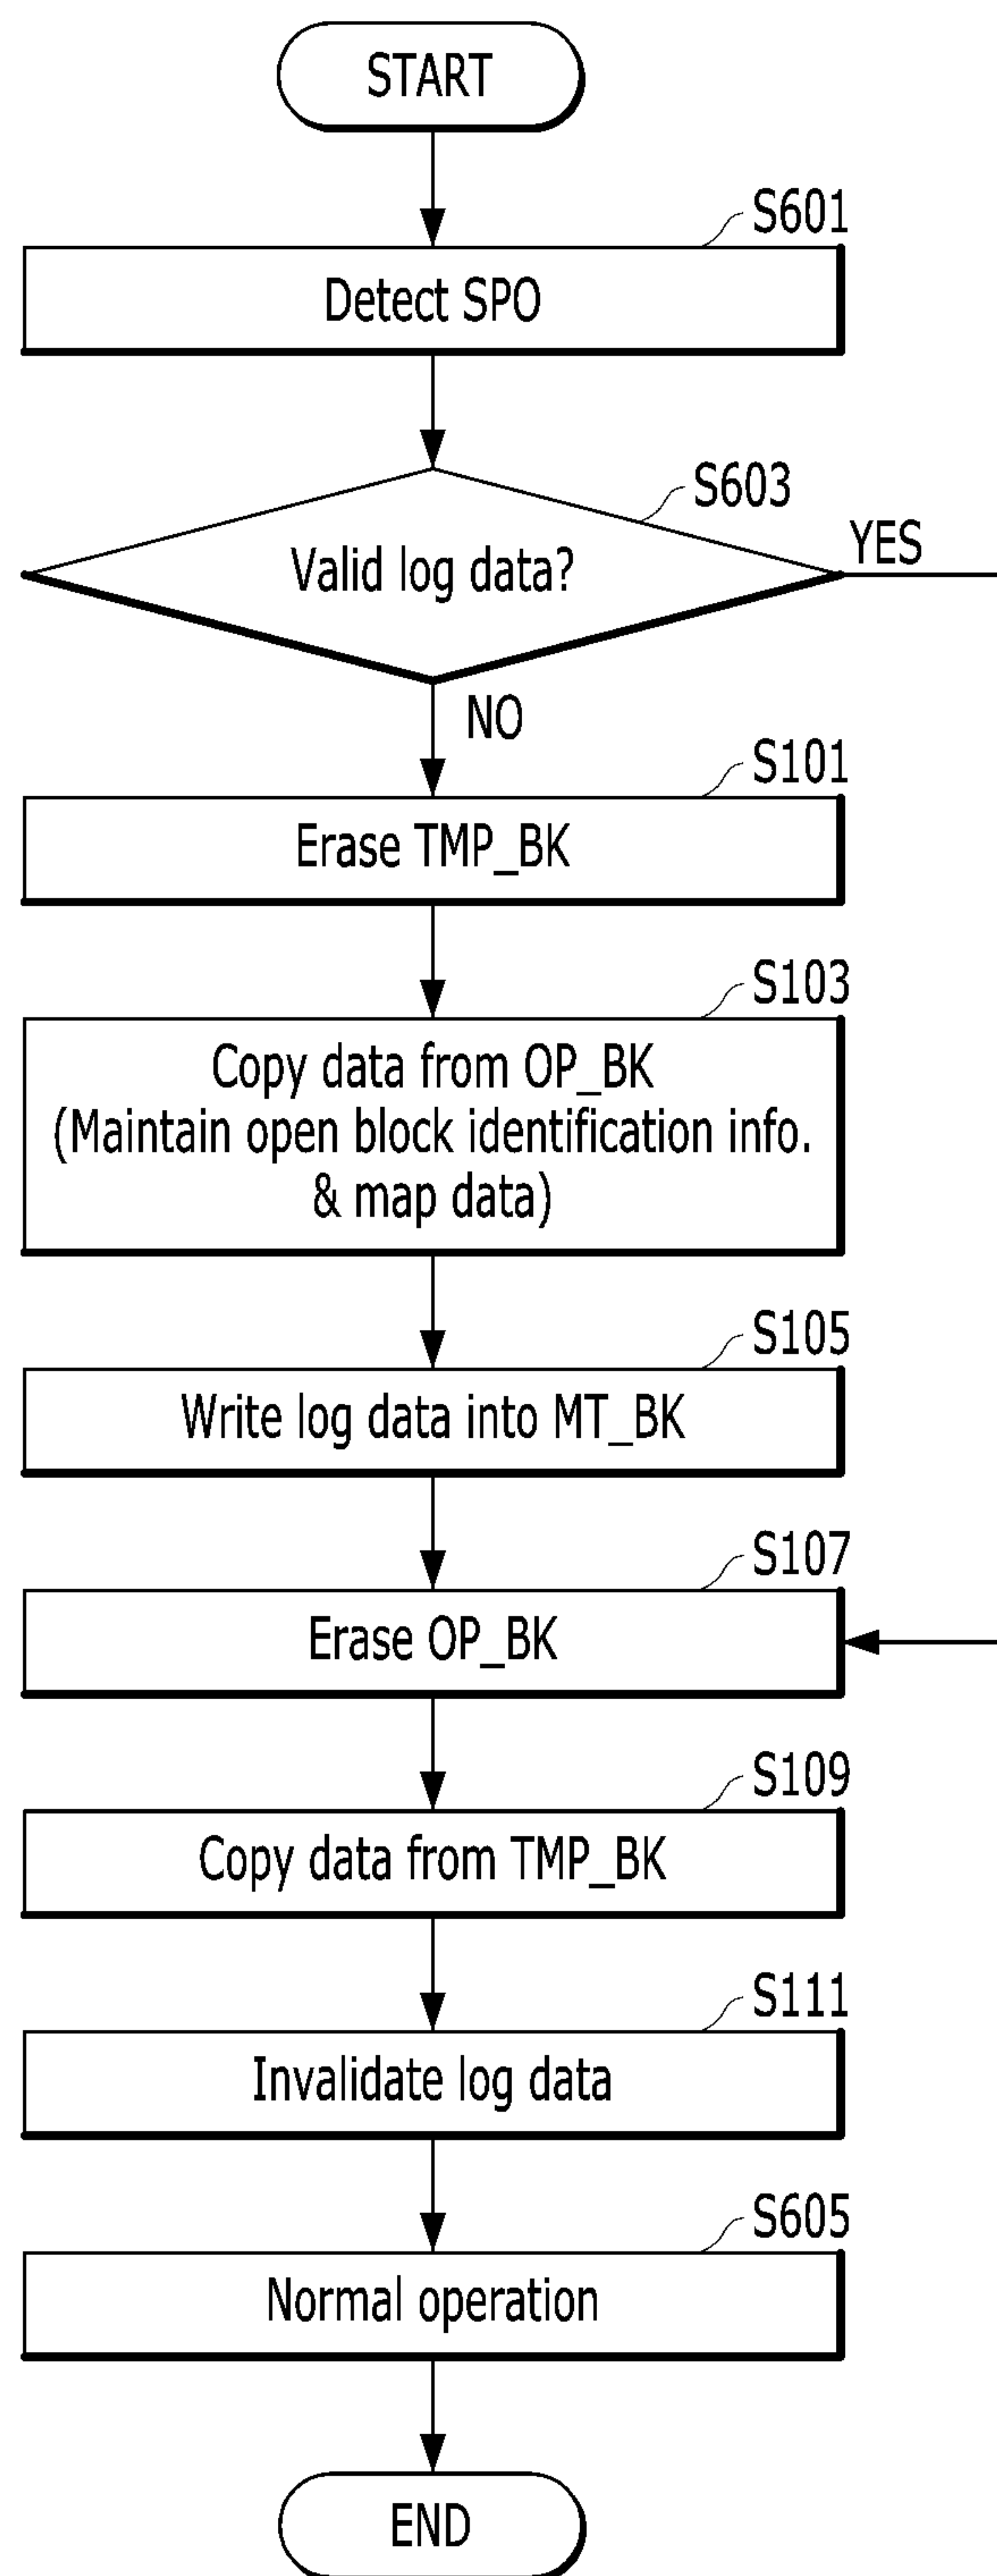 START
S601
Detect SPO
S603
Valid log data?
YES
NO
S101
Erase TMP_BK
S103
Copy data from OP_BK
(Maintain open block identification info.
& map data)
S105
Write log data into MT_BK
S107
Erase OP_BK
S109
Copy data from TMP_BK
S111
Invalidate log data
S605
Normal operation
END